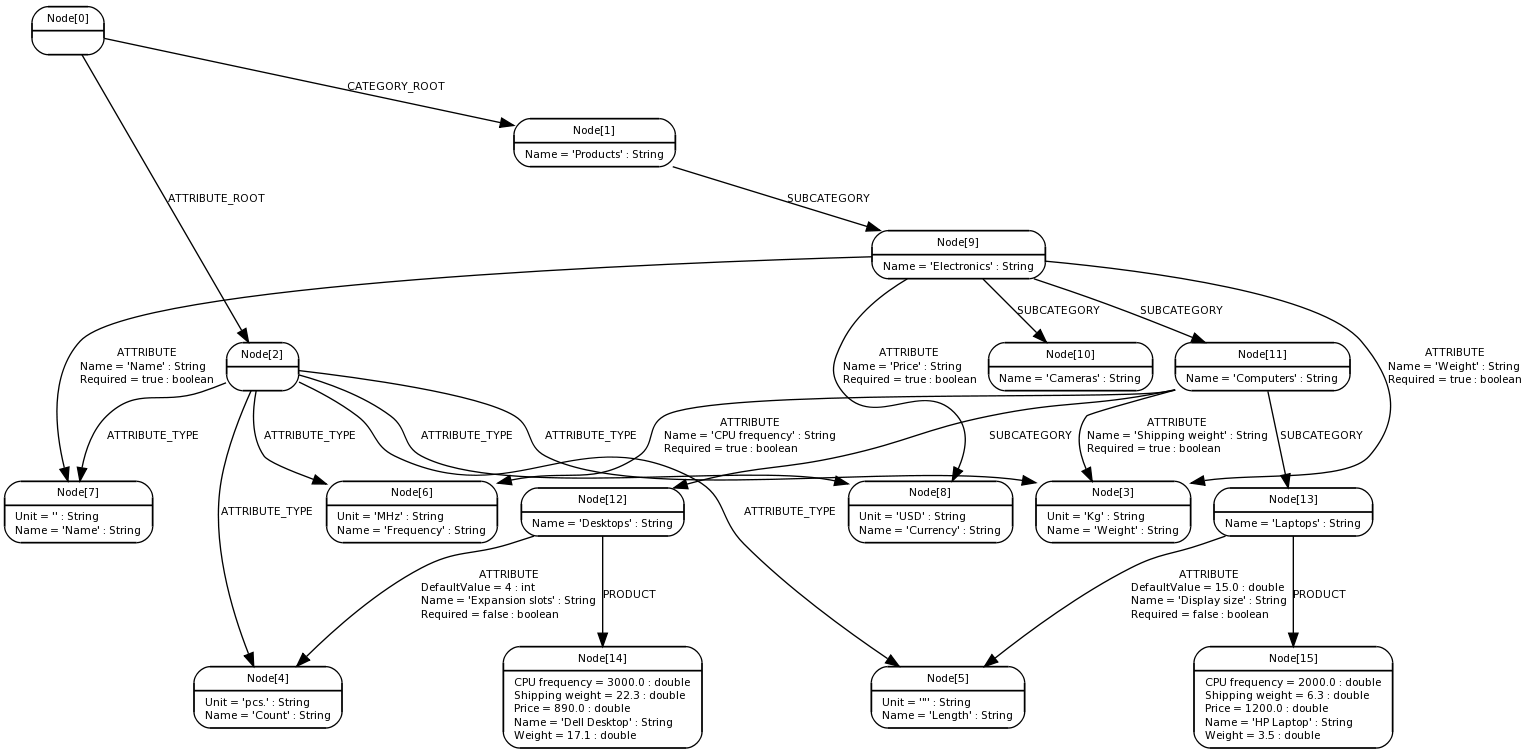 Node[0]
CATEGORY_ROOT
Node[1]
Name = 'Products' : String
ATTRIBUTE_ROOT
SUBCATEGORY
Node[9]
Name = 'Electronics' : String
SUBCATEGORY
SUBCATEGORY
ATTRIBUTE
Name = 'Name' : String
Required = true : boolean
Node[2]
ATTRIBUTE
Name = 'Price' : String
Required = true : boolean
Node[10]
Name = 'Cameras' : String
Node[11]
Name = 'Computers' : String
ATTRIBUTE
Name = 'Weight' : String
Required = true : boolean
ATTRIBUTE_TYPE
ATTRIBUTE_TYPE
ATTRIBUTE_TYPE
ATTRIBUTE_TYPE
ATTRIBUTE
Name = 'CPU frequency' : String
Required = true : boolean
SUBCATEGORY
ATTRIBUTE
Name = 'Shipping weight' : String
Required = true : boolean
SUBCATEGORY
Node[7]
Unit = '' : String
Name = 'Name' : String
ATTRIBUTE_TYPE
Node[6]
Unit = 'MHz' : String
Name = 'Frequency' : String
Node[12]
Name = 'Desktops' : String
ATTRIBUTE_TYPE
Node[8]
Unit = 'USD' : String
Name = 'Currency' : String
Node[3]
Unit = 'Kg' : String
Name = 'Weight' : String
Node[13]
Name = 'Laptops' : String
ATTRIBUTE
DefaultValue = 4 : int
Name = 'Expansion slots' : String
Required = false : boolean
PRODUCT
ATTRIBUTE
DefaultValue = 15.0 : double
Name = 'Display size' : String
Required = false : boolean
PRODUCT
Node[4]
Unit = 'pcs.' : String
Name = 'Count' : String
Node[14]
CPU frequency = 3000.0 : double
Shipping weight = 22.3 : double
Price = 890.0 : double
Name = 'Dell Desktop' : String
Weight = 17.1 : double
Node[5]
Unit = '"' : String
Name = 'Length' : String
Node[15]
CPU frequency = 2000.0 : double
Shipping weight = 6.3 : double
Price = 1200.0 : double
Name = 'HP Laptop' : String
Weight = 3.5 : double